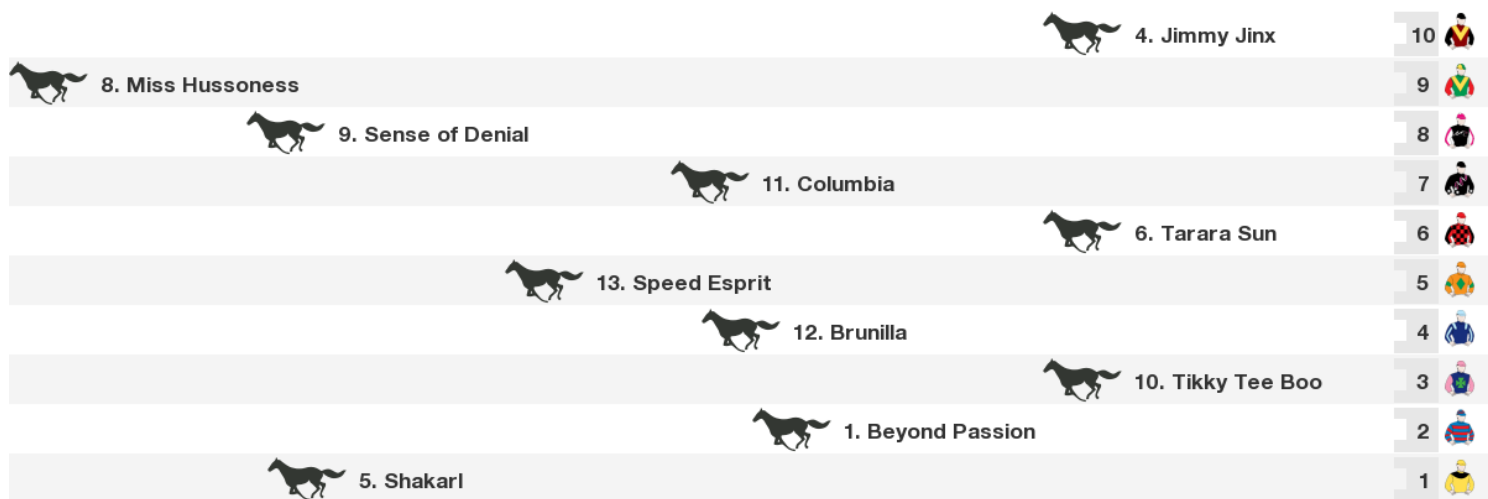 4. Jimmy Jinx 10
8. Miss Hussoness 9
9. Sense of Denial 8
11. Columbia 7
6. Tarara Sun 6
13. Speed Esprit 5
12. Brunilla 4
10. Tikky Tee Boo 3
1. Beyond Passion 2
5. Shakarl 1